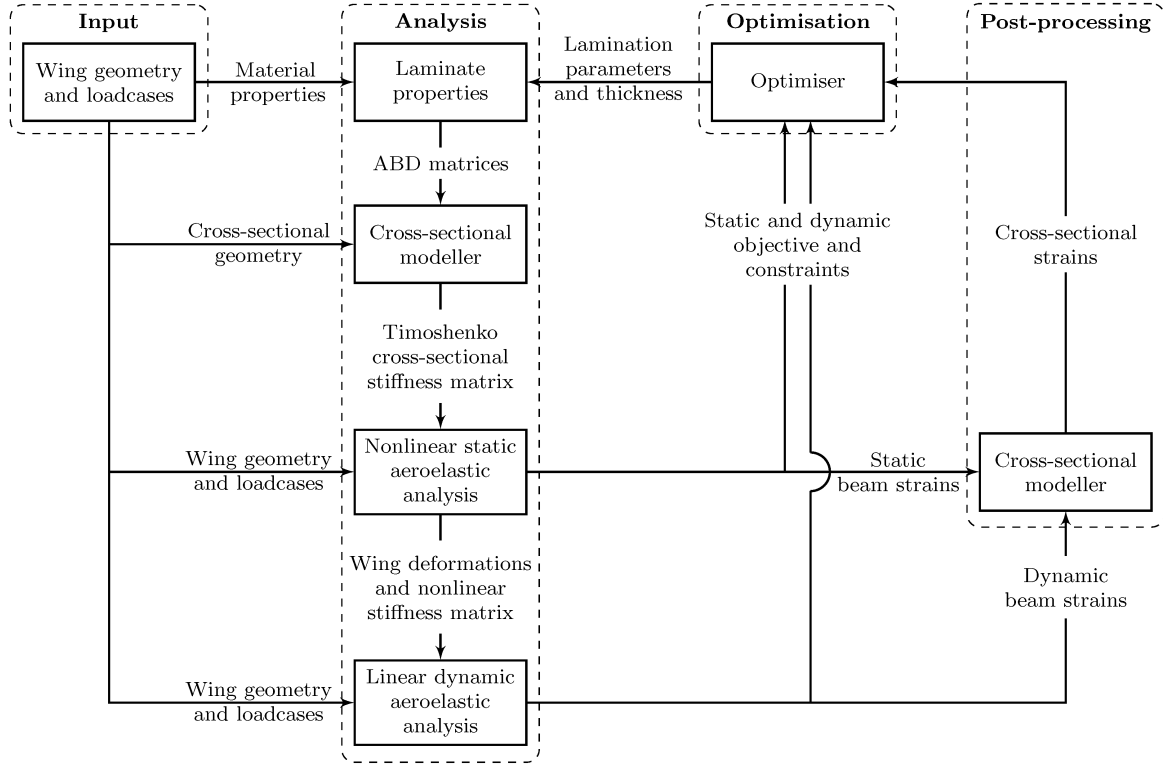 Input
Wing geometry
and loadcases
Material
properties
Analysis
Laminate
properties
Lamination
parameters
and thickness
Optimisation
Optimiser
Post-processing
ABD matrices
Cross-sectional
geometry
Cross-sectional
modeller
Static and dynamic
objective and
constraints
Cross-sectional
strains
Timoshenko
cross-sectional
stiffness matrix
Wing geometry
and loadcases
Nonlinear static
aeroelastic
analysis
Static
beam strains
Cross-sectional
modeller
Wing deformations
and nonlinear
stiffness matrix
Dynamic
beam strains
Wing geometry
and loadcases
Linear dynamic
aeroelastic
analysis